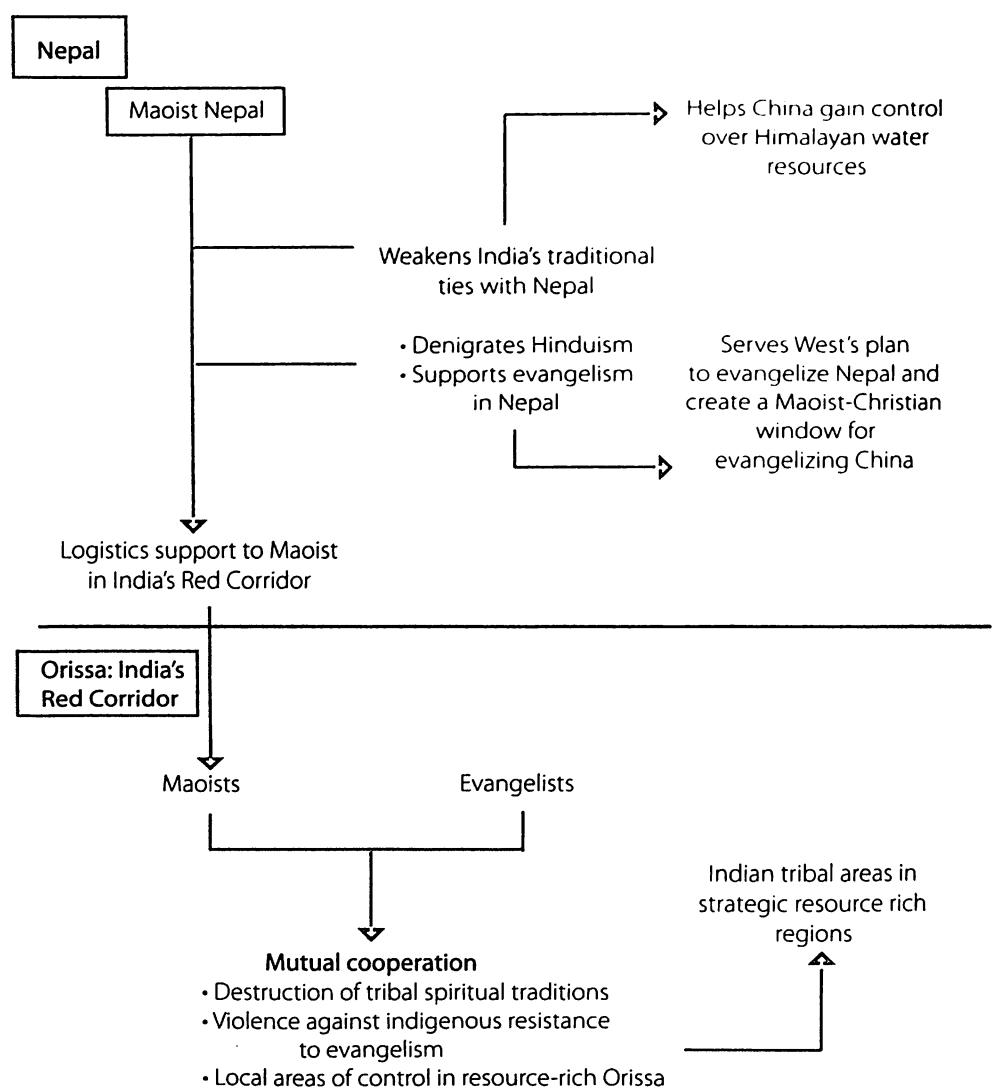 Nepal
Maoist Nepal
Helps China gain control
over Himalayan water
resources
Weakens India's traditional
ties with Nepal
• Denigrates Hinduism
• Supports evangelism
in Nepal
Serves West's plan
to evangelize Nepal and
create a Maoist-Christian
window for
evangelizing China
Logistics support to Maoist
in India's Red Corridor
Orissa: India's
Red Corridor
Maoists
Evangelists
Indian tribal areas in
strategic resource rich
regions
Mutual cooperation
• Destruction of tribal spiritual traditions
• Violence against indigenous resistance
to evangelism
• Local areas of control in resource-rich Orissa